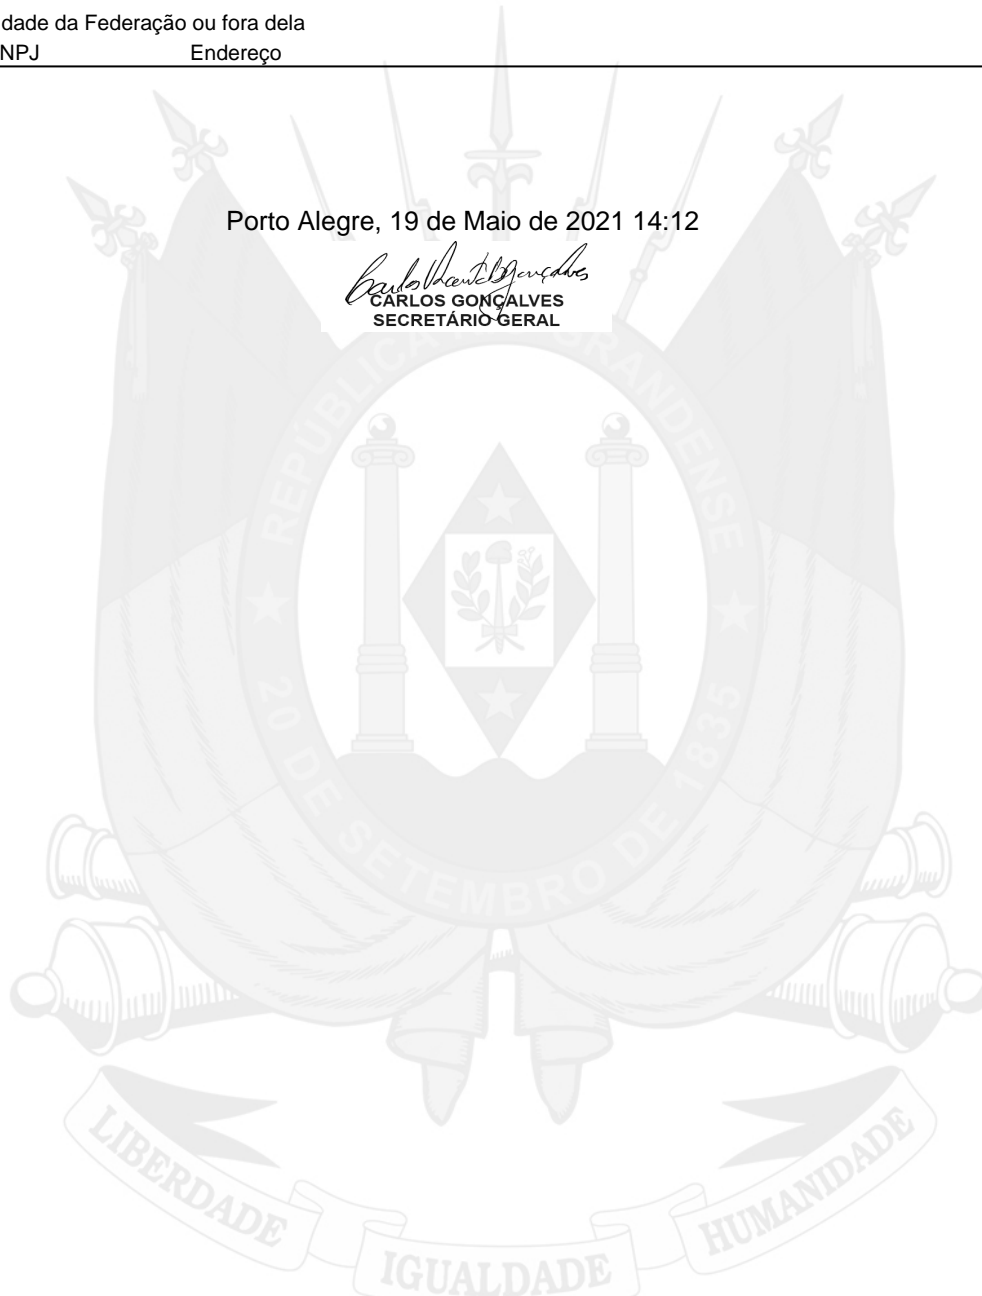 dade da Federação ou fora dela
NPJ Endereço
Porto Alegre, 19 de Maio de 2021 14:12
CARLOS GONÇALVES
SECRETÁRIO GERAL
REPÚBLICA RIO-GRANDENSE
20 DE SETEMBRO DE 1835
LIBERDADE
IGUALDADE
HUMANIDADE